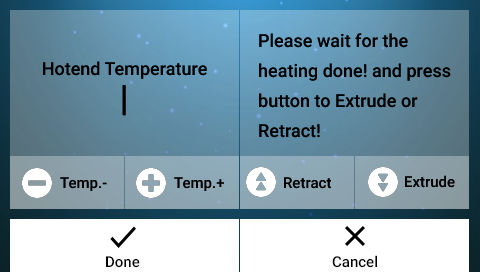 Hotend Temperature
Please wait for the
heating done! and press
button to Extrude or
Retract!
Temp.-
Temp.+
Retract
Extrude
Done
Cancel